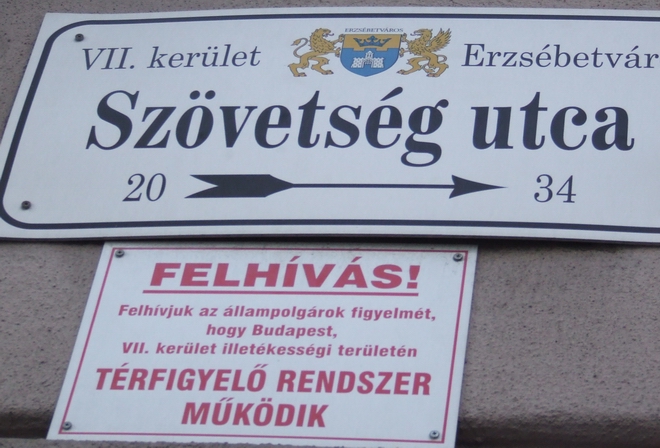 ERZSÉBETVÁROS
VII. kerület Erzsébetvár
Szövetség utca
20 34
FELHÍVÁS!
Felhívjuk az állampolgárok figyelmét,
hogy Budapest,
VII. kerület illetékességi területén
TÉRFIGYELŐ RENDSZER
MŰKÖDIK